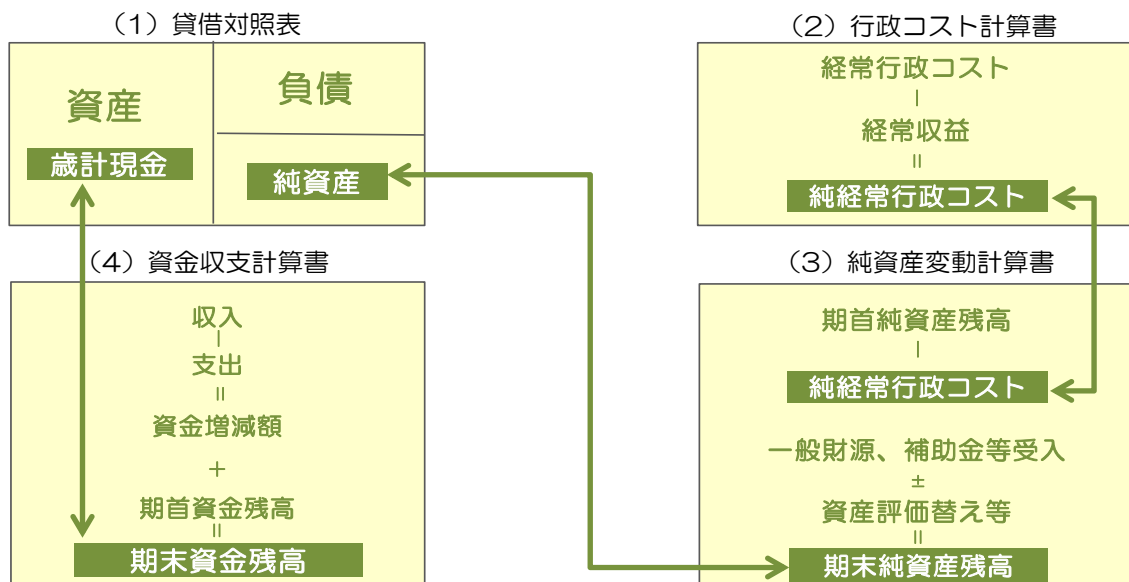 （1）貸借対照表
資産
歳計現金
負債
純資産
（2）行政コスト計算書
経常行政コスト
－
経常収益
＝
純経常行政コスト
（4）資金収支計算書
収入
－
支出
＝
資金増減額
＋
期首資金残高
＝
期末資金残高
（3）純資産変動計算書
期首純資産残高
－
純経常行政コスト
一般財源、補助金等受入
±
資産評価替え等
＝
期末純資産残高